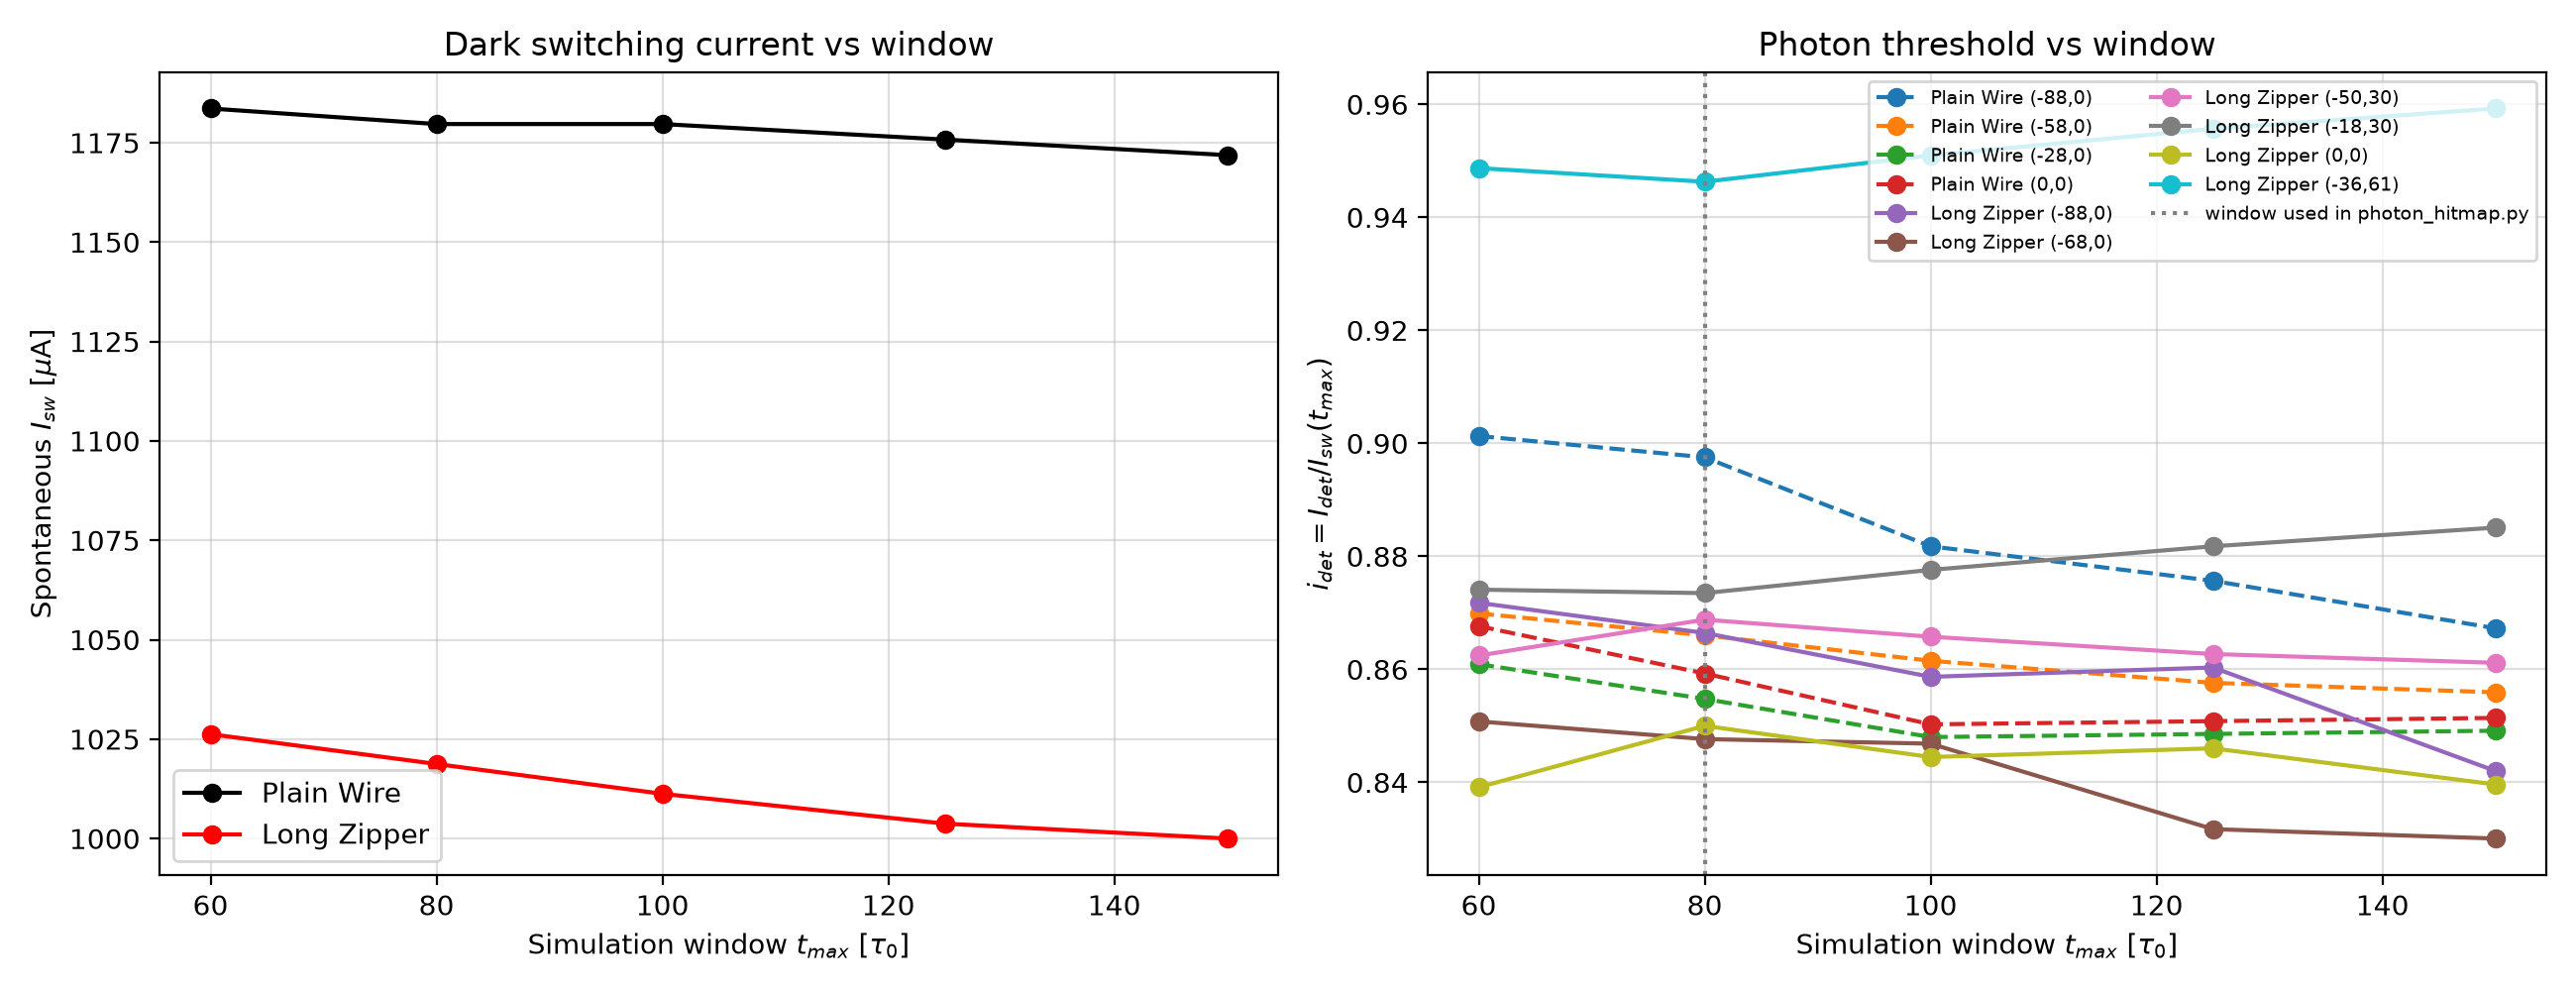 Dark switching current vs window
Spontaneous I_sw [μA]
1175
1150
1125
1100
1075
1050
1025
1000
Plain Wire
Long Zipper
60 80 100 120 140
Simulation window t_max [τ_0]
Photon threshold vs window
i_det = I_det/I_sw(t_max)
0.96
0.94
0.92
0.90
0.88
0.86
0.84
Plain Wire (-88,0)
Plain Wire (-58,0)
Plain Wire (-28,0)
Plain Wire (0,0)
Long Zipper (-88,0)
Long Zipper (-68,0)
Long Zipper (-50,30)
Long Zipper (-18,30)
Long Zipper (0,0)
Long Zipper (-36,61)
window used in photon_hitmap.py
60 80 100 120 140
Simulation window t_max [τ_0]